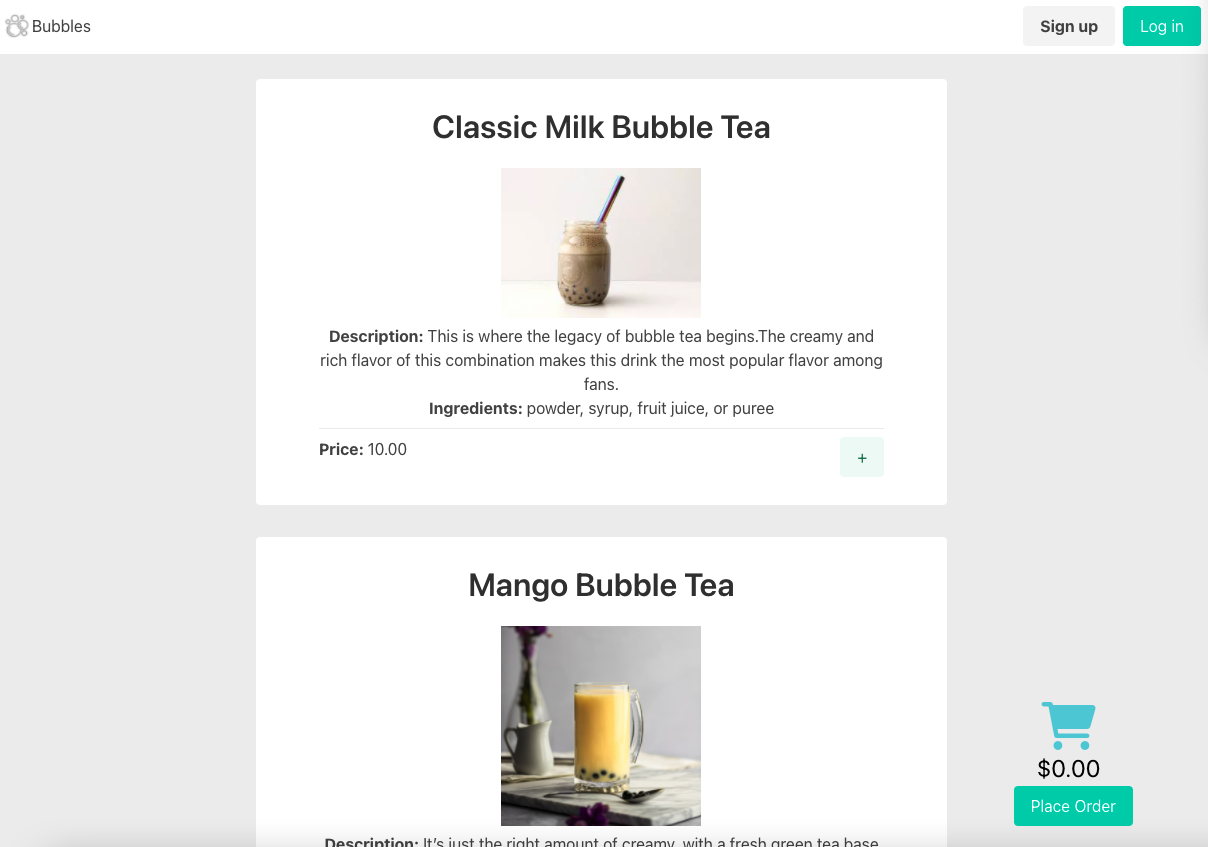 Bubbles
Sign up
Log in
Classic Milk Bubble Tea
Description: This is where the legacy of bubble tea begins.The creamy and
rich flavor of this combination makes this drink the most popular flavor among
fans.
Ingredients: powder, syrup, fruit juice, or puree
Price: 10.00
+
Mango Bubble Tea
$0.00
Place Order
Description: It’s just the right amount of creamy, with a fresh green tea base